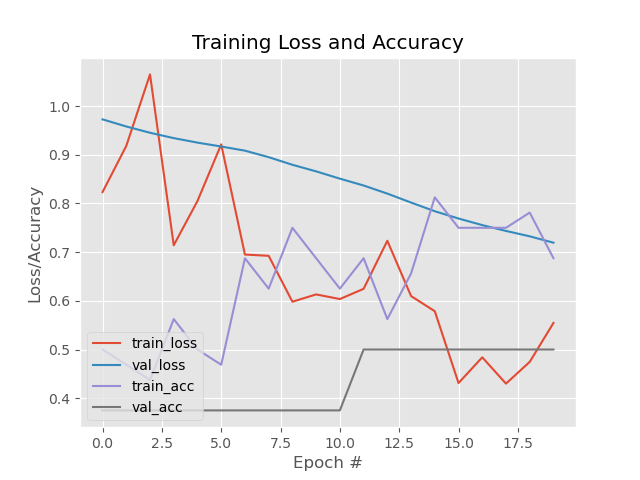 Training Loss and Accuracy
Loss/Accuracy
1.0
0.9
0.8
0.7
0.6
0.5
0.4
train_loss
val_loss
train_acc
val_acc
0.0 2.5 5.0 7.5 10.0 12.5 15.0 17.5
Epoch #